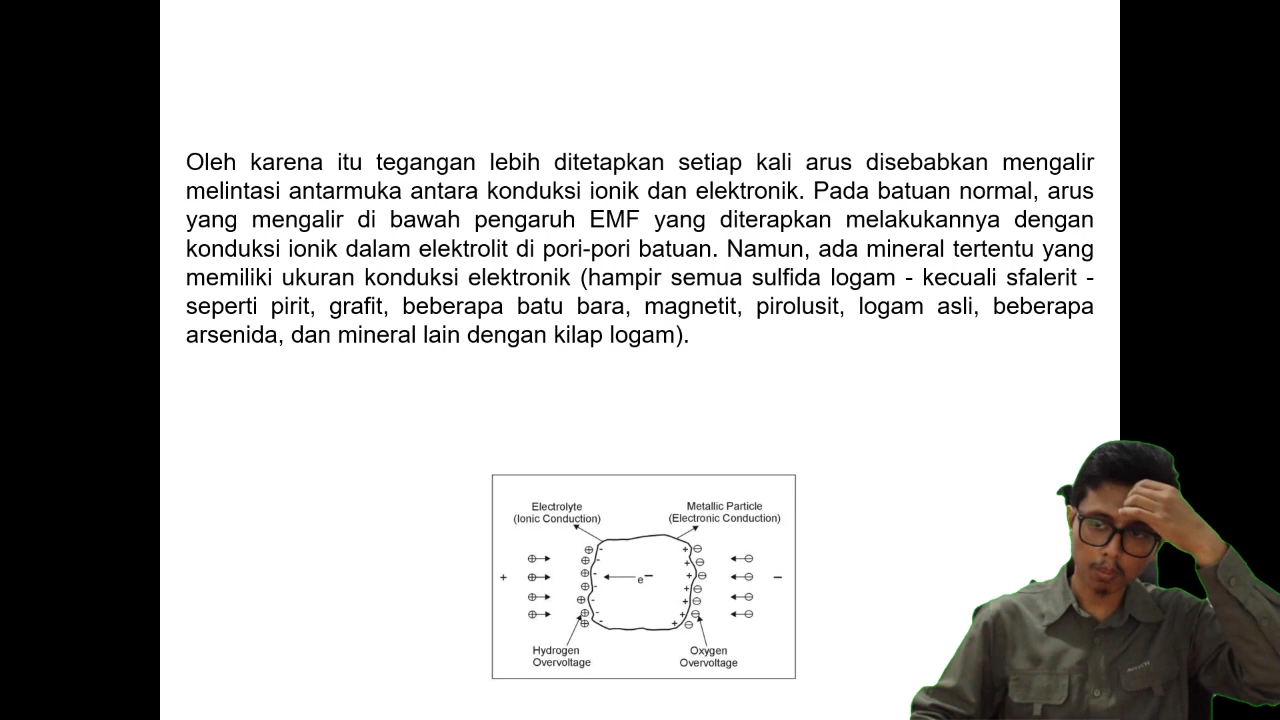 Oleh karena itu tegangan lebih ditetapkan setiap kali arus disebabkan mengalir
melintasi antarmuka antara konduksi ionik dan elektronik. Pada batuan normal, arus
yang mengalir di bawah pengaruh EMF yang diterapkan melakukannya dengan
konduksi ionik dalam elektrolit di pori-pori batuan. Namun, ada mineral tertentu yang
memiliki ukuran konduksi elektronik (hampir semua sulfida logam - kecuali sfalerit -
seperti pirit, grafit, beberapa batu bara, magnetit, pirolusit, logam asli, beberapa
arsenida, dan mineral lain dengan kilap logam).
Electrolyte
(Ionic Conduction)
Metallic Particle
(Electronic Conduction)
+
e−
−
Hydrogen
Overvoltage
Oxygen
Overvoltage